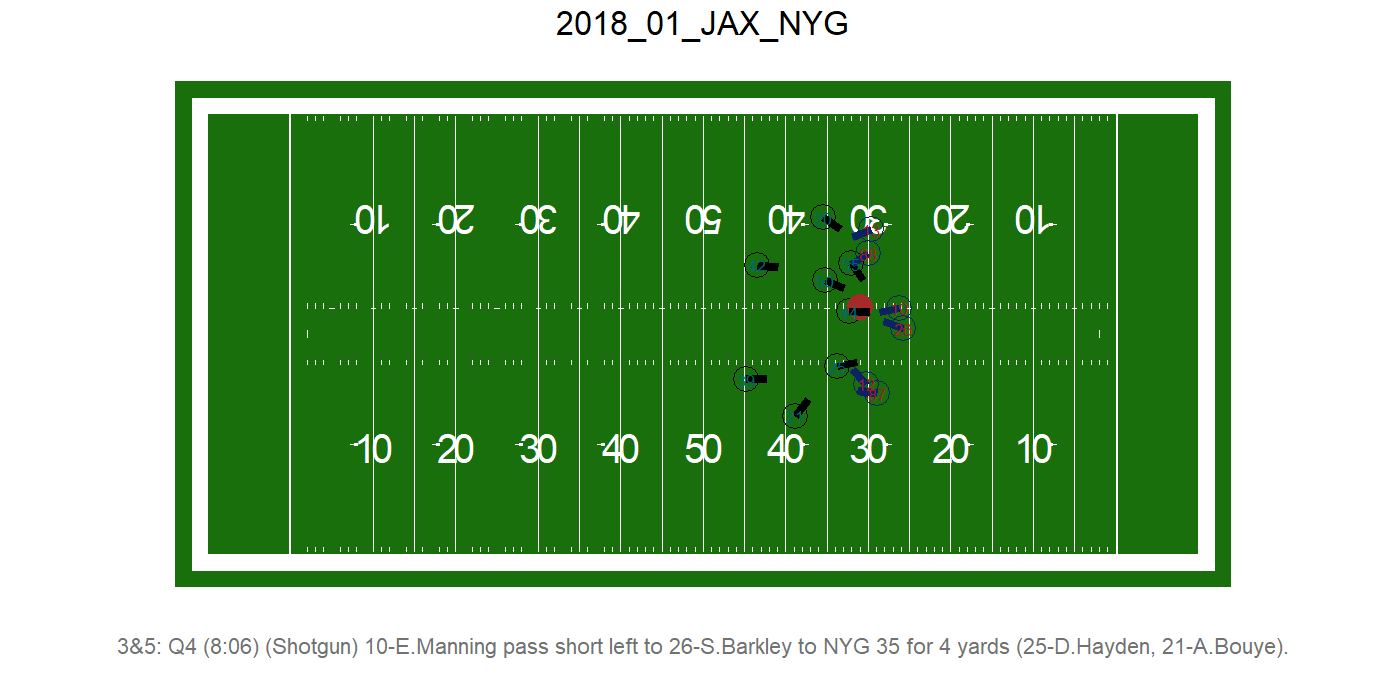 2018_01_JAX_NYG
10 20 30 40 50 40 30 20 10
10 20 30 40 50 40 30 20 10
3&5: Q4 (8:06) (Shotgun) 10-E.Manning pass short left to 26-S.Barkley to NYG 35 for 4 yards (25-D.Hayden, 21-A.Bouye).